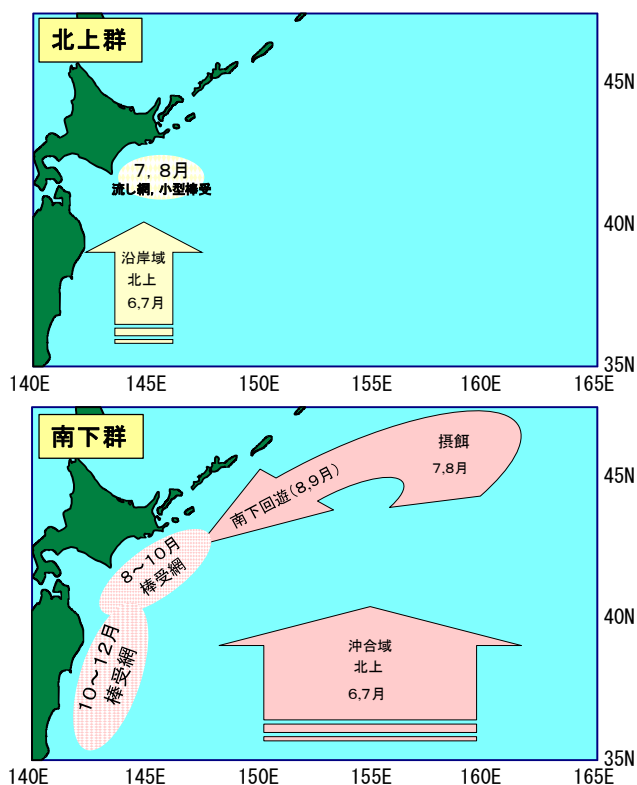 北上群
45N
7, 8月
流し網, 小型棒受
40N
沿岸域
北上
6,7月
35N
140E 145E 150E 155E 160E 165E
南下群
摂餌
7,8月
45N
南下回遊(8,9月)
8～10月
棒受網
40N
10～12月
棒受網
沖合域
北上
6,7月
35N
140E 145E 150E 155E 160E 165E